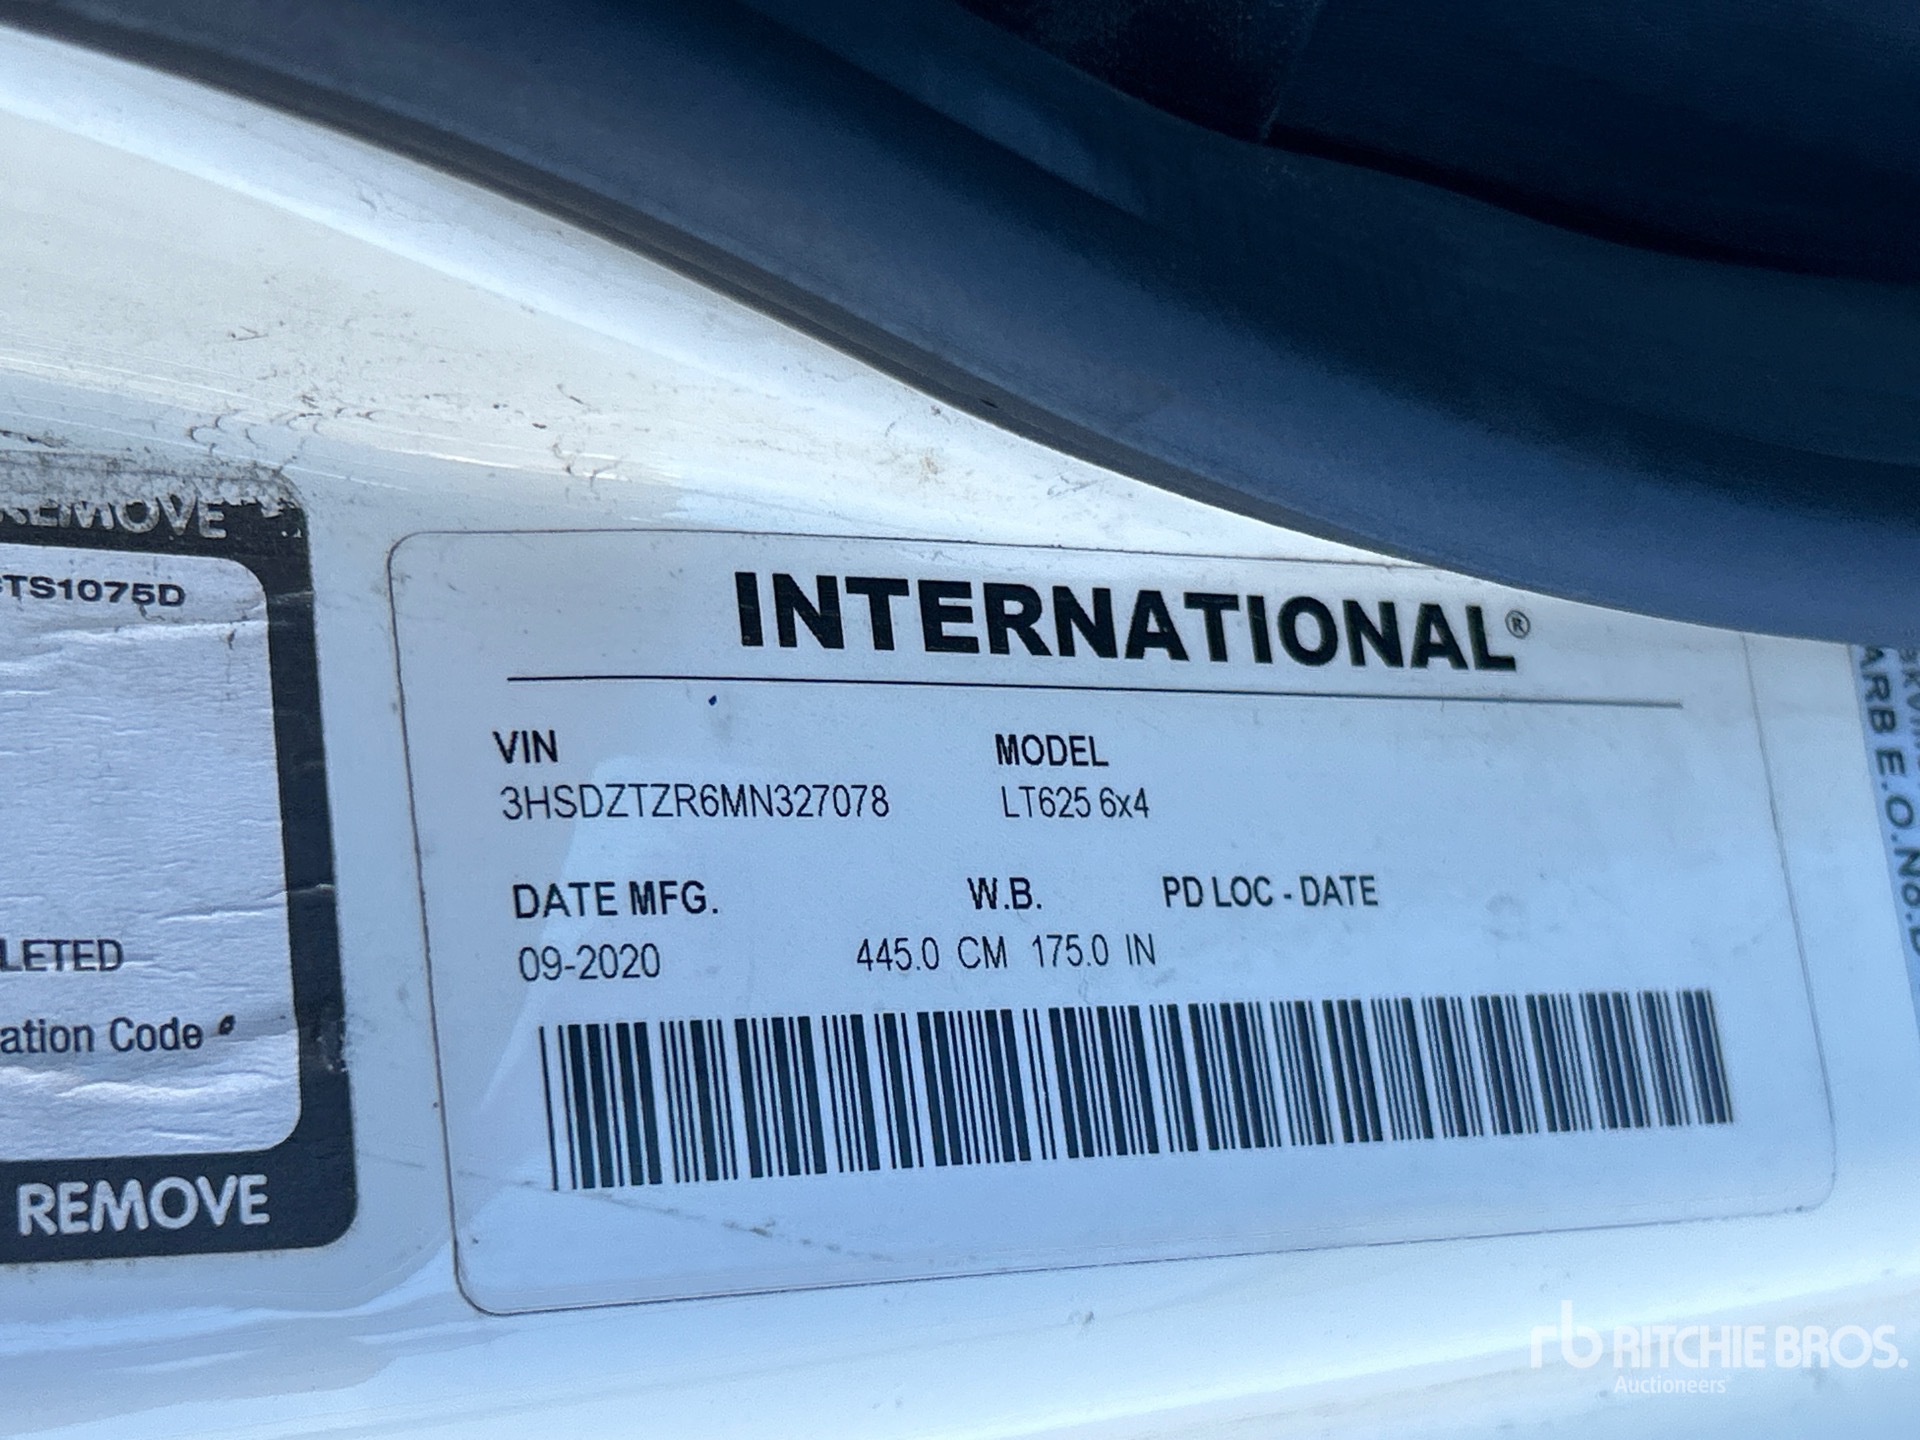 REMOVE
TS1075D
LETED
ation Code
REMOVE
INTERNATIONAL®
VIN MODEL
3HSDZTZR6MN327078 LT625 6x4
DATE MFG. W.B. PD LOC - DATE
09-2020 445.0 CM 175.0 IN
ARB E.O. No. D
rb RITCHIE BROS.
Auctioneers